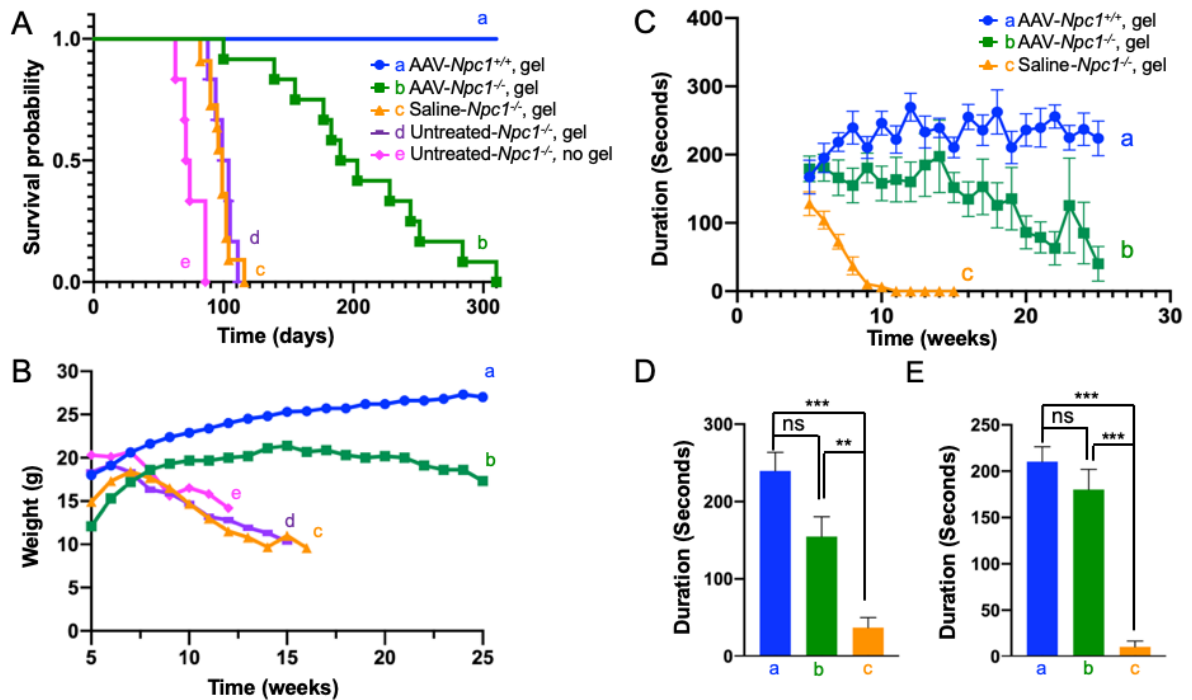 A
Survival probability
1.0
0.5
0.0
0
100
200
300
Time (days)
a
b
c
d
e
a AAV-Npc1+/+, gel
b AAV-Npc1-/-, gel
c Saline-Npc1-/-, gel
d Untreated-Npc1-/-, gel
e Untreated-Npc1-/-, no gel
C
Duration (Seconds)
400
300
200
100
0
0
10
20
30
Time (weeks)
a AAV-Npc1+/+, gel
b AAV-Npc1-/-, gel
c Saline-Npc1-/-, gel
a
b
c
B
Weight (g)
30
25
20
15
10
5
0
5
10
15
20
25
Time (weeks)
a
b
e
d
c
D
Duration (Seconds)
300
200
100
0
***
ns
**
a
b
c
E
Duration (Seconds)
250
200
150
100
50
0
***
ns
***
a
b
c